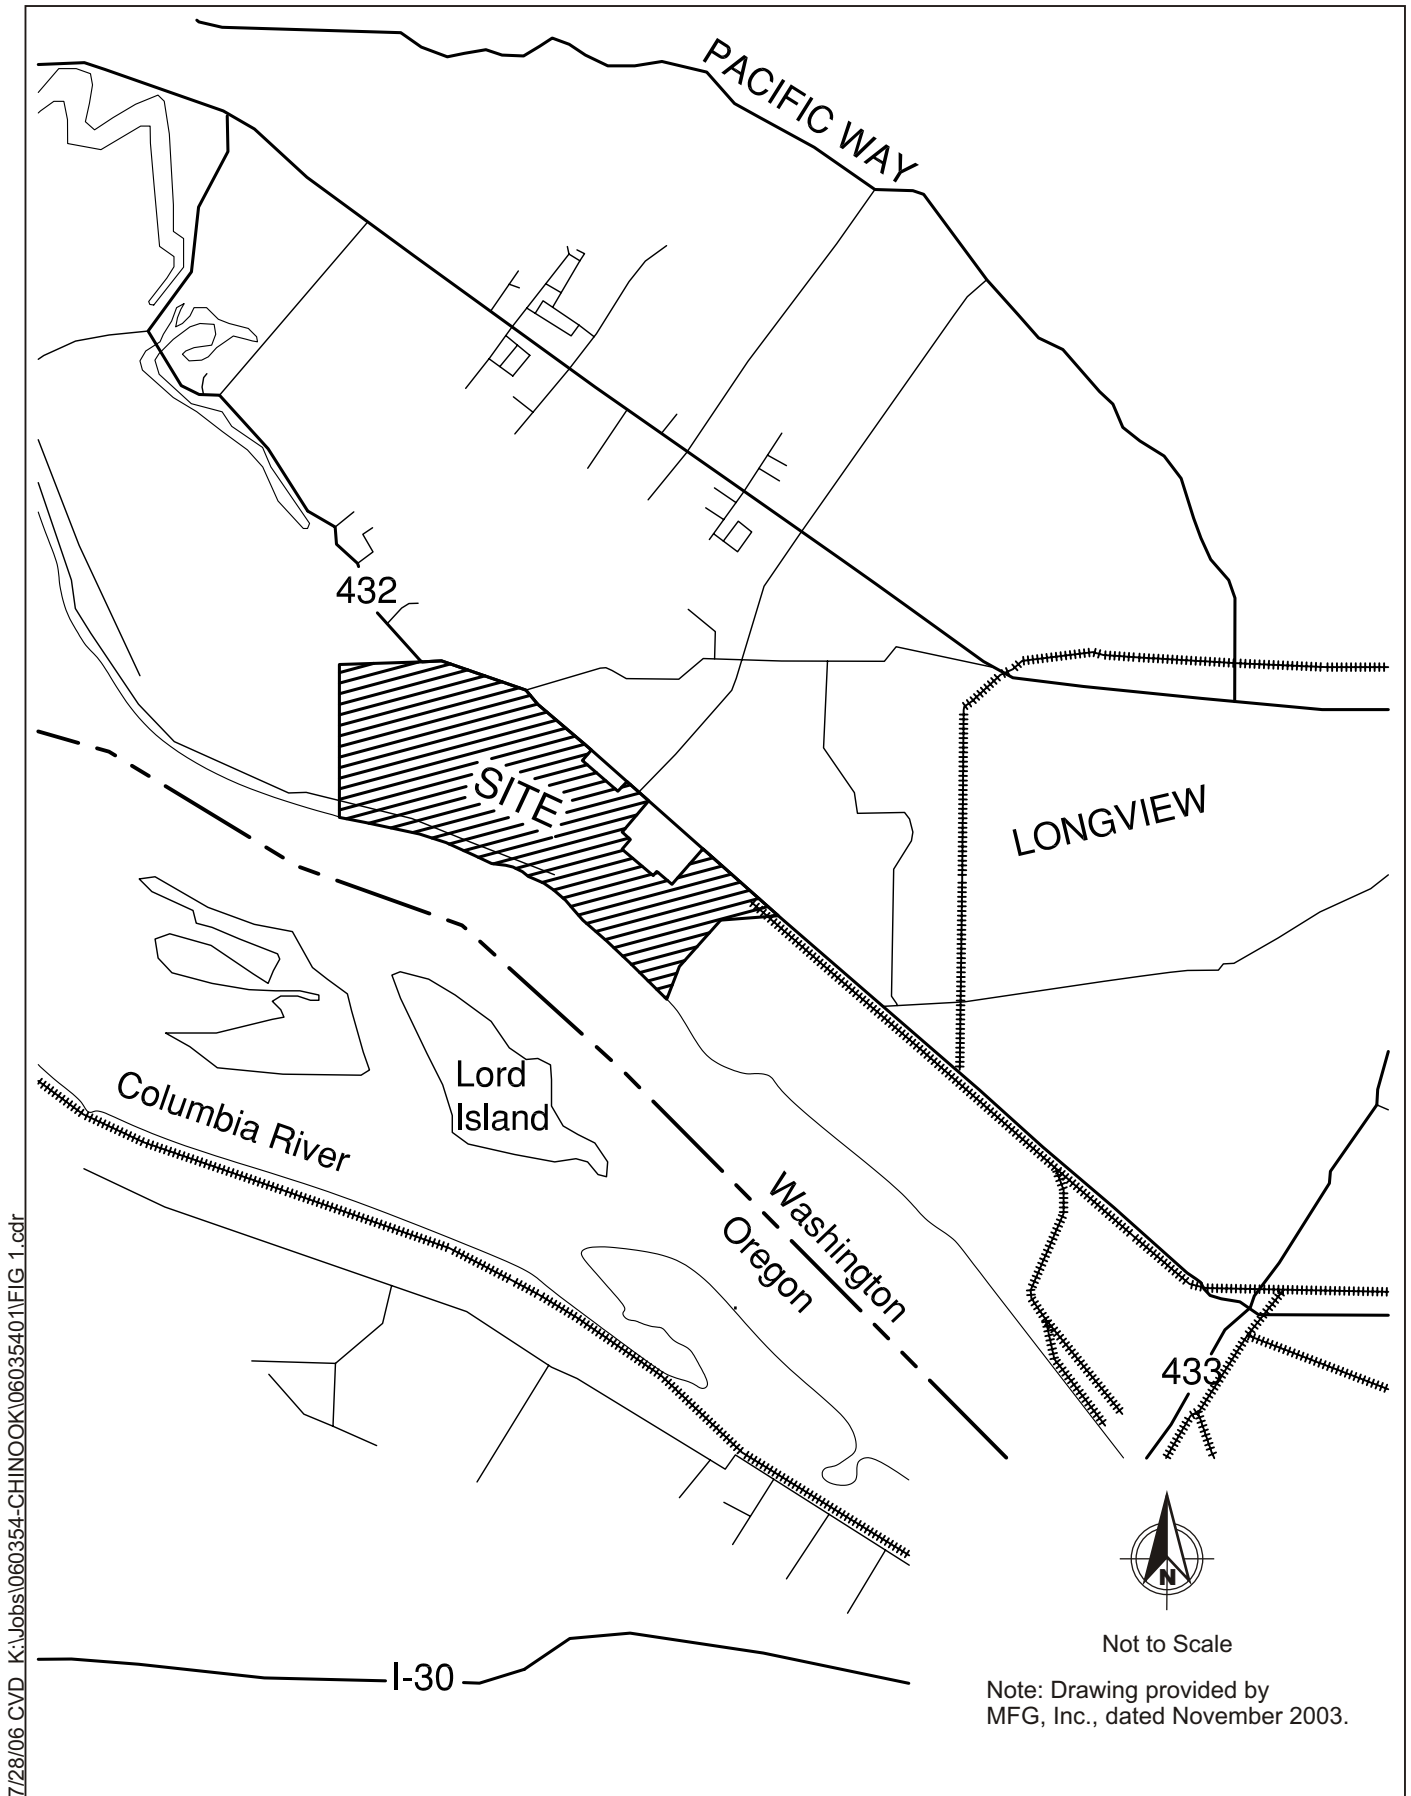 PACIFIC WAY
432
SITE
LONGVIEW
Lord
Island
Columbia River
Washington
Oregon
433
I-30
N
Not to Scale
Note: Drawing provided by
MFG, Inc., dated November 2003.
7/28/06 CVD K:\Jobs\060354-CHINOOK\06035401\FIG 1.cdr